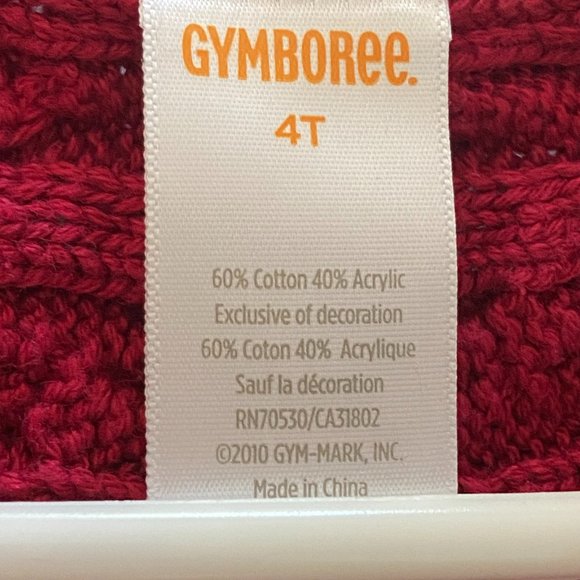 GYMBOREE.
4T
60% Cotton 40% Acrylic
Exclusive of decoration
60% Coton 40% Acrylique
Sauf la décoration
RN70530/CA31802
©2010 GYM-MARK, INC.
Made in China